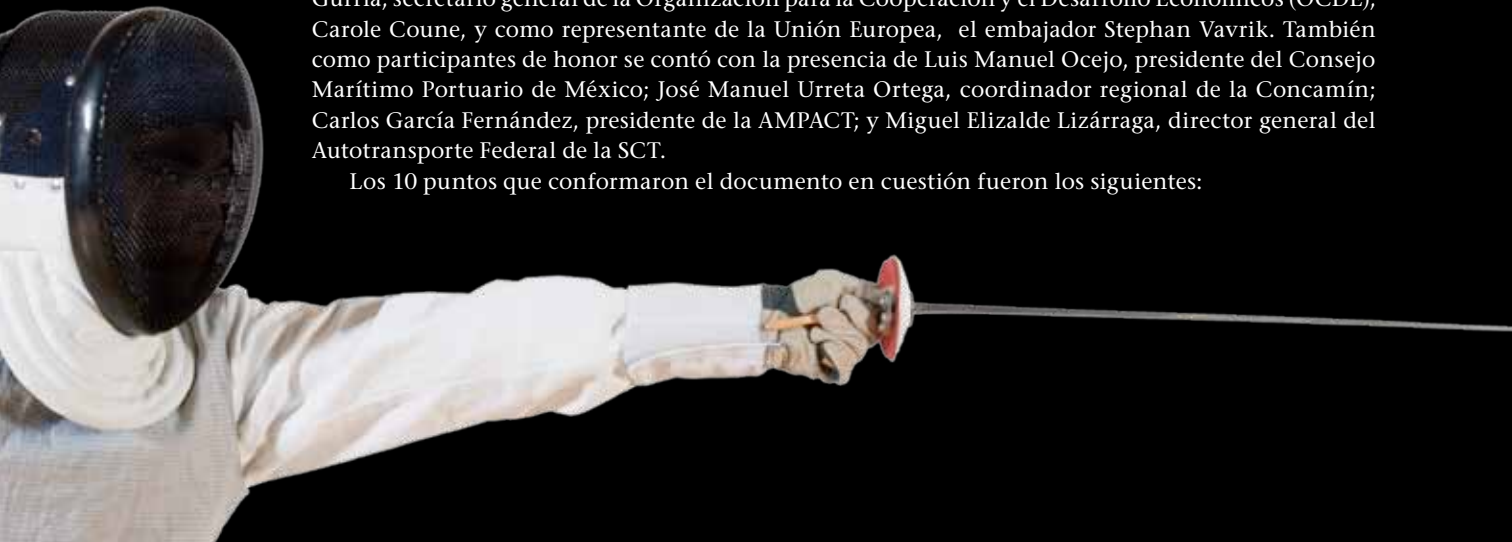 Gurría, secretario general de la Organización para la Cooperación y el Desarrollo Económicos (OCDE);
Carole Coune, y como representante de la Unión Europea, el embajador Stephan Vavrik. También
como participantes de honor se contó con la presencia de Luis Manuel Ocejo, presidente del Consejo
Marítimo Portuario de México; José Manuel Urreta Ortega, coordinador regional de la Concamín;
Carlos García Fernández, presidente de la AMPACT; y Miguel Elizalde Lizárraga, director general del
Autotransporte Federal de la SCT.
Los 10 puntos que conformaron el documento en cuestión fueron los siguientes: